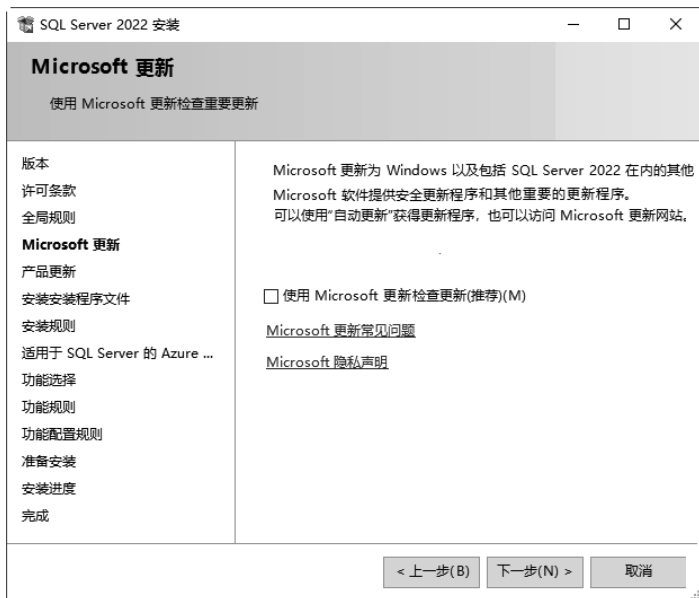 SQL Server 2022 安装
Microsoft 更新
使用 Microsoft 更新检查重要更新
版本
许可条款
全局规则
Microsoft 更新
产品更新
安装安装程序文件
安装规则
适用于 SQL Server 的 Azure ...
功能选择
功能规则
功能配置规则
准备安装
安装进度
完成
Microsoft 更新为 Windows 以及包括 SQL Server 2022 在内的其他
Microsoft 软件提供安全更新程序和其他重要的更新程序。
可以使用“自动更新”获得更新程序，也可以访问 Microsoft 更新网站。
使用 Microsoft 更新检查更新(推荐)(M)
Microsoft 更新常见问题
Microsoft 隐私声明
< 上一步(B)
下一步(N) >
取消